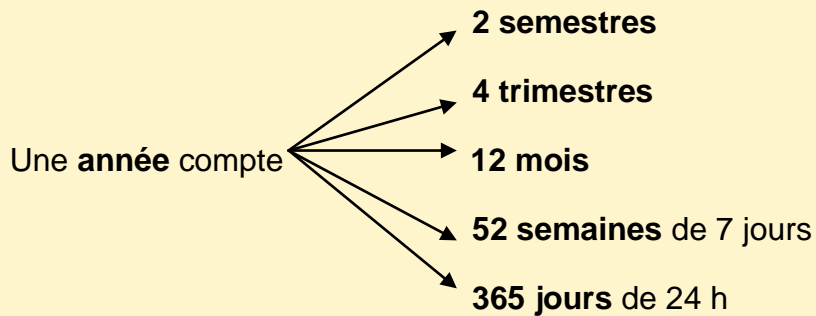 2 semestres
4 trimestres
Une année compte
12 mois
52 semaines de 7 jours
365 jours de 24 h